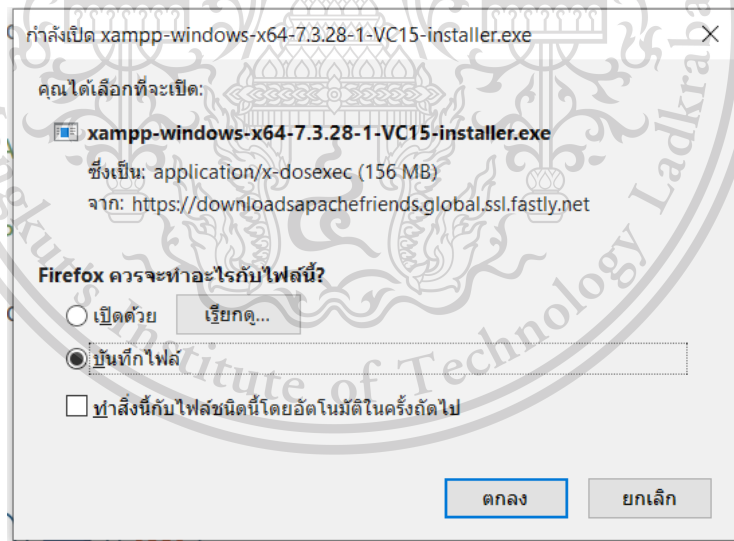 กำลังเปิด xampp-windows-x64-7.3.28-1-VC15-installer.exe
คุณได้เลือกที่จะเปิด:
xampp-windows-x64-7.3.28-1-VC15-installer.exe
ซึ่งเป็น: application/x-dosexec (156 MB)
จาก: https://downloadsapachefriends.global.ssl.fastly.net
Firefox ควรจะทำอะไรกับไฟล์นี้?
เปิดด้วย เรียกดู...
บันทึกไฟล์
ทำสิ่งนี้กับไฟล์ชนิดนี้โดยอัตโนมัติในครั้งถัดไป
ตกลง ยกเลิก
Institute of Technology